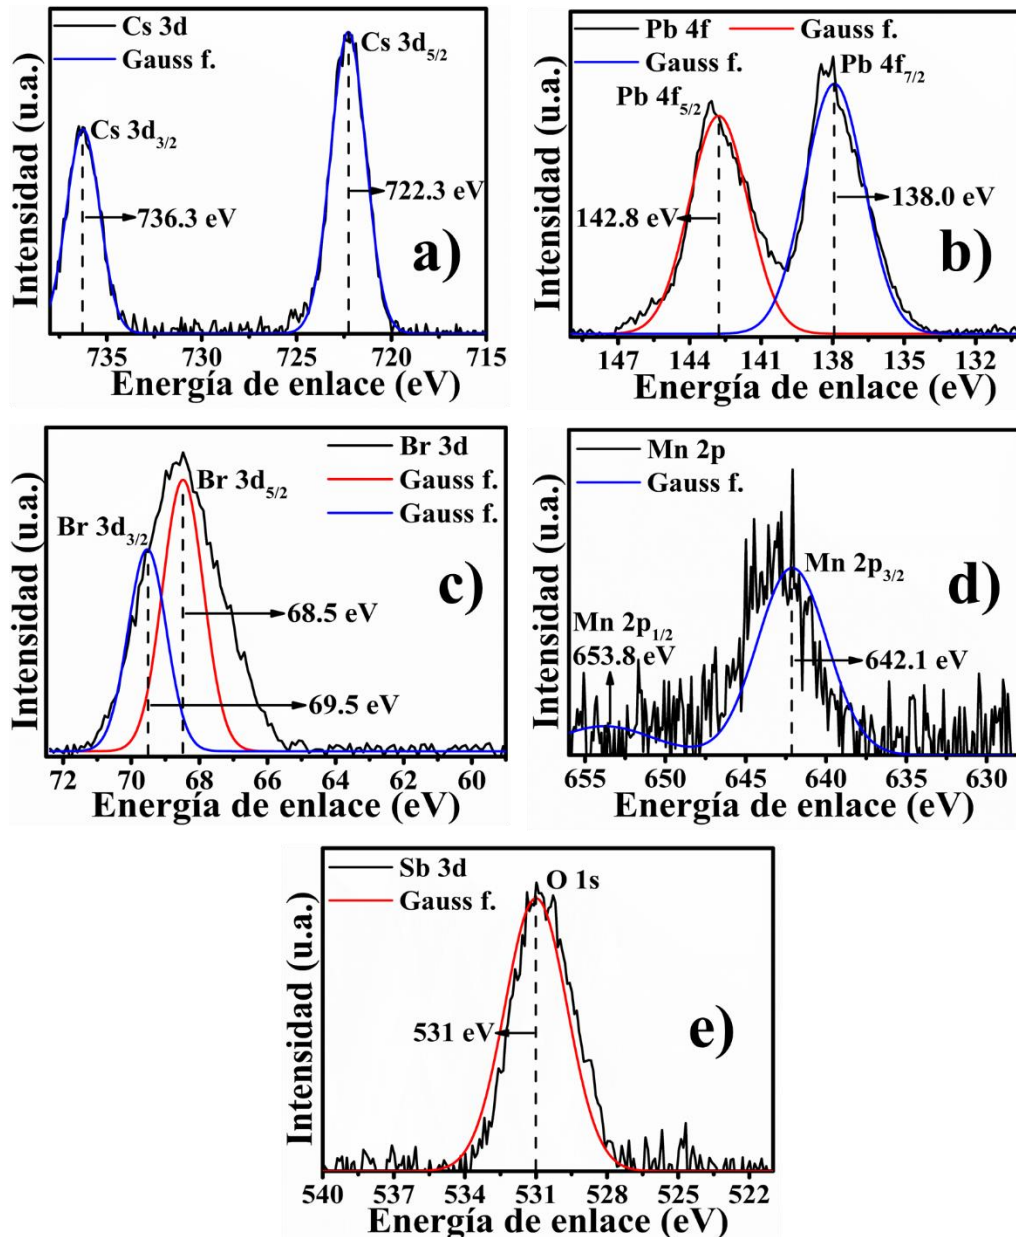 Cs 3d
Gauss f.
Cs 3d5/2
Cs 3d3/2
736.3 eV
722.3 eV
a)
Intensidad (u.a.)
735 730 725 720 715
Energía de enlace (eV)
Pb 4f
Gauss f.
Gauss f.
Pb 4f7/2
Pb 4f5/2
142.8 eV
138.0 eV
b)
Intensidad (u.a.)
147 144 141 138 135 132
Energía de enlace (eV)
Br 3d
Gauss f.
Gauss f.
Br 3d5/2
Br 3d3/2
68.5 eV
69.5 eV
c)
Intensidad (u.a.)
72 70 68 66 64 62 60
Energía de enlace (eV)
Mn 2p
Gauss f.
Mn 2p3/2
Mn 2p1/2
653.8 eV
642.1 eV
d)
Intensidad (u.a.)
655 650 645 640 635 630
Energía de enlace (eV)
Sb 3d
Gauss f.
O 1s
531 eV
e)
Intensidad (u.a.)
540 537 534 531 528 525 522
Energía de enlace (eV)